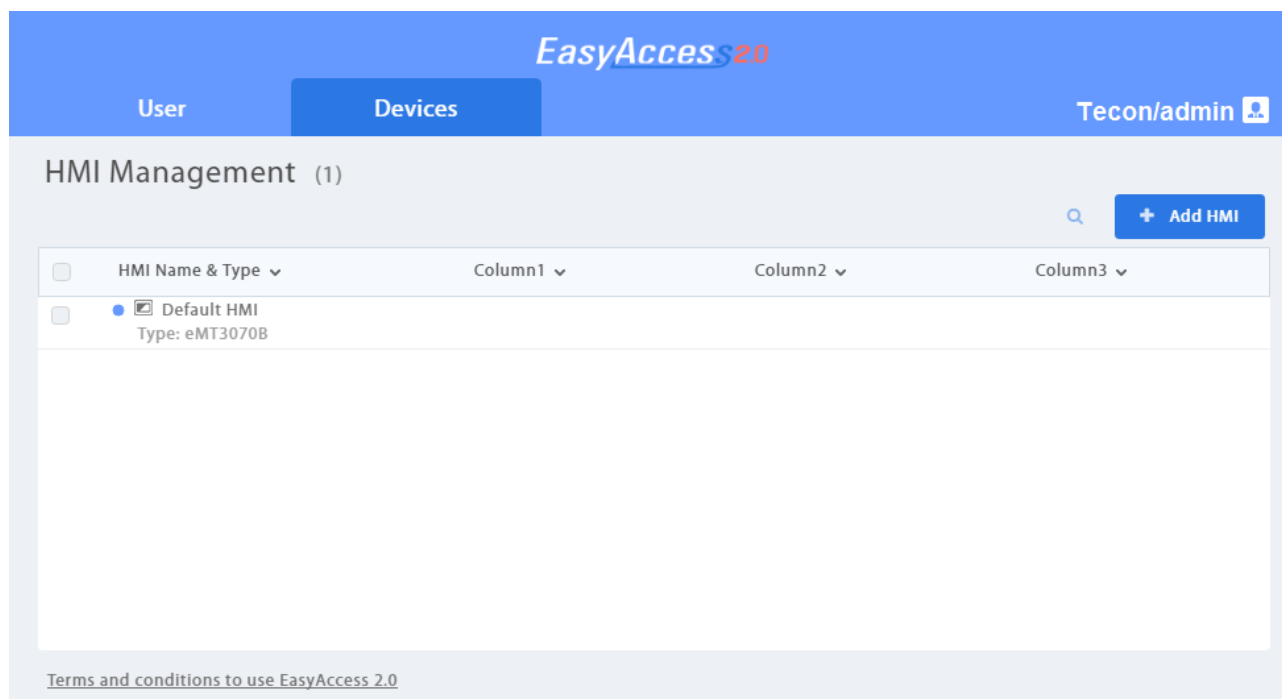 EasyAccess2.0
User Devices Tecon/admin
HMI Management (1)
+ Add HMI
HMI Name & Type Column1 Column2 Column3
Default HMI
Type: eMT3070B
Terms and conditions to use EasyAccess 2.0